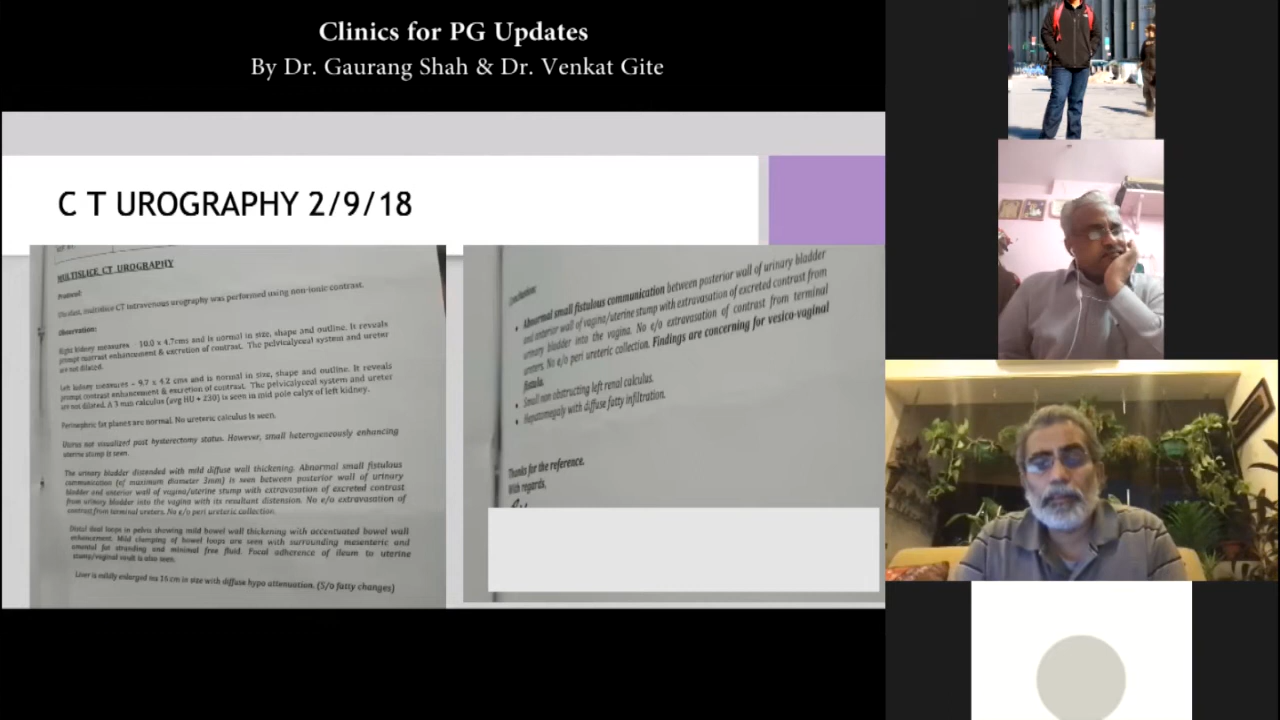 Clinics for PG Updates
By Dr. Gaurang Shah & Dr. Venkat Gite
C T UROGRAPHY 2/9/18
MULTISLICE CT UROGRAPHY
Protocol:
multislice CT intravenous urography was performed using non-ionic contrast.
Observation:
Right kidney measures - 10.0 x 4.7cms and is normal in size, shape and outline. It reveals
prompt contrast enhancement & excretion of contrast. The pelvicalyceal system and ureter
are not dilated.
Left kidney measures – 9.7 x 4.2 cms and is normal in size, shape and outline. It reveals
prompt contrast enhancement & excretion of contrast. The pelvicalyceal system and ureter
are not dilated. A 3 mm calculus (avg HU + 230) is seen in mid pole calyx of left kidney.
Perinephric fat planes are normal. No ureteric calculus is seen.
Uterus not visualized post hysterectomy status. However, small heterogeneously enhancing
uterine stump is seen.
The urinary bladder distended with mild diffuse wall thickening. Abnormal small fistulous
communication (of maximum diameter 3mm) is seen between posterior wall of urinary
bladder and anterior wall of vagina/uterine stump with extravasation of excreted contrast
from urinary bladder into the vagina with its resultant distension. No e/o extravasation of
contrast from terminal ureters. No e/o peri ureteric collection.
Distal ileal loops in pelvis showing mild bowel wall thickening with accentuated bowel wall
enhancement. Mild clumping of bowel loops are seen with surrounding mesenteric and
omental fat stranding and minimal free fluid. Focal adherence of ileum to uterine
stump/vaginal vault is also seen.
Liver is mildly enlarged 16 cm in size with diffuse hypo attenuation. (S/o fatty changes)
• Abnormal small fistulous communication between posterior wall of urinary bladder
and anterior wall of vagina/uterine stump with extravasation of excreted contrast from
urinary bladder into the vagina. No e/o extravasation of contrast from terminal
ureters. No e/o peri ureteric collection. Findings are concerning for vesico-vaginal
fistula.
• Small non obstructing left renal calculus.
• Hepatomegaly with diffuse fatty infiltration.
Thanks for the reference.
With regards,